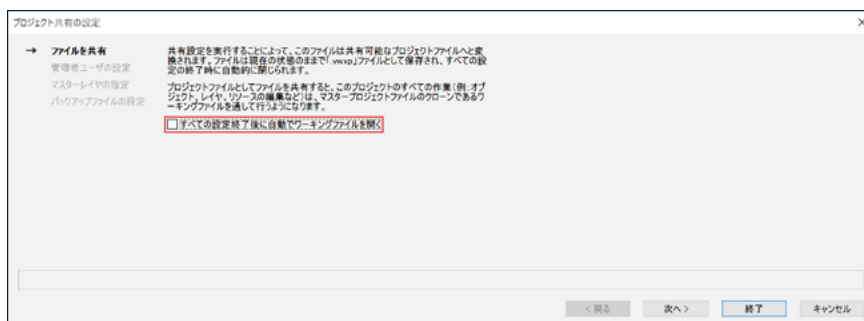 プロジェクト共有の設定
→ ファイルを共有
管理者ユーザの設定
マスターレイヤの指定
バックアップファイルの設定
共有設定を実行することによって、このファイルは共有可能なプロジェクトファイルへと変
換されます。ファイルは現在の状態のままで「.vwxp」ファイルとして保存され、すべての設
定の終了時に自動的に閉じられます。
プロジェクトファイルとしてファイルを共有すると、このプロジェクトのすべての作業(例:オブ
ジェクト、レイヤ、リソースの編集など)は、マスタープロジェクトファイルのクローンであるワ
ーキングファイルを通して行うようになります。
すべての設定終了後に自動でワーキングファイルを開く
< 戻る
次へ >
終了
キャンセル